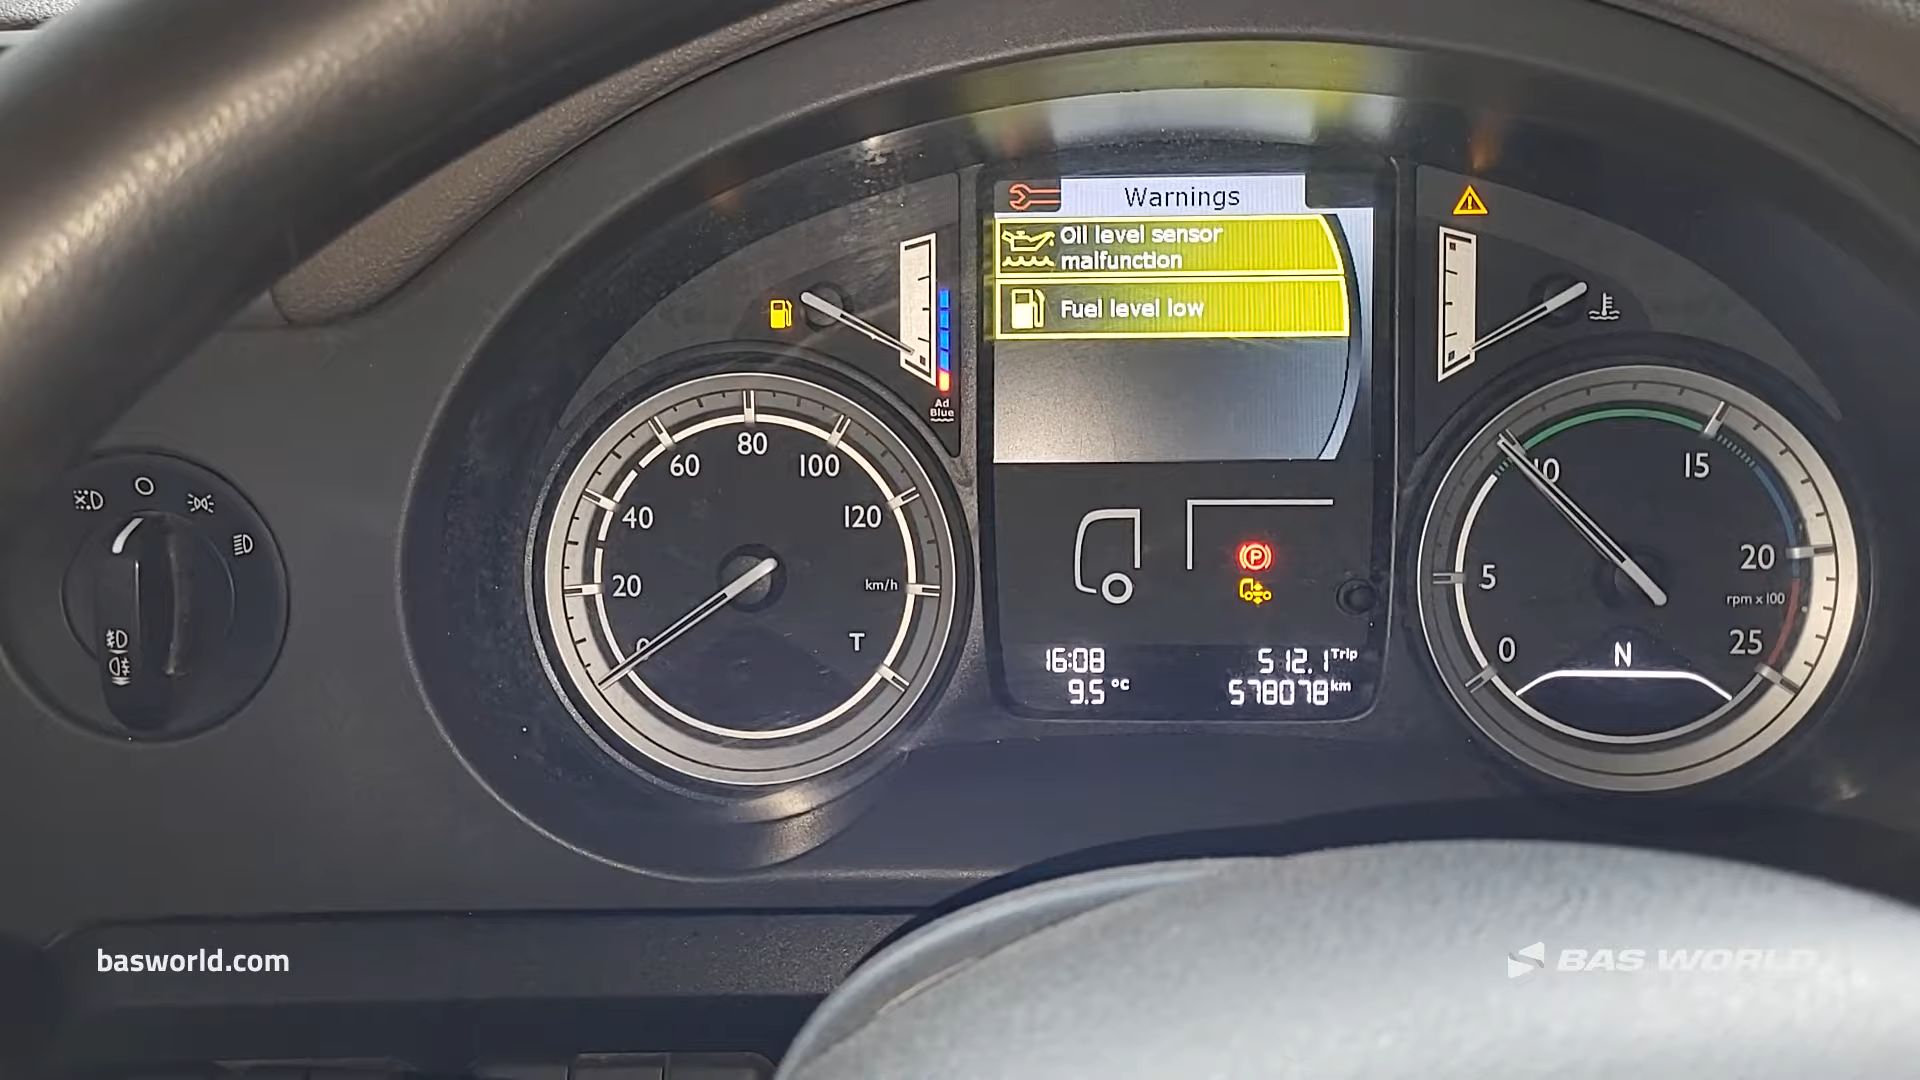 Warnings
Oil level sensor
malfunction
Fuel level low
Ad
Blue
0
20
40
60
80
100
120
km/h
T
0
5
10
15
20
25
rpm x 100
N
P
16:08
512.1 Trip
9.5 °C
578078 km
basworld.com
BAS WORLD